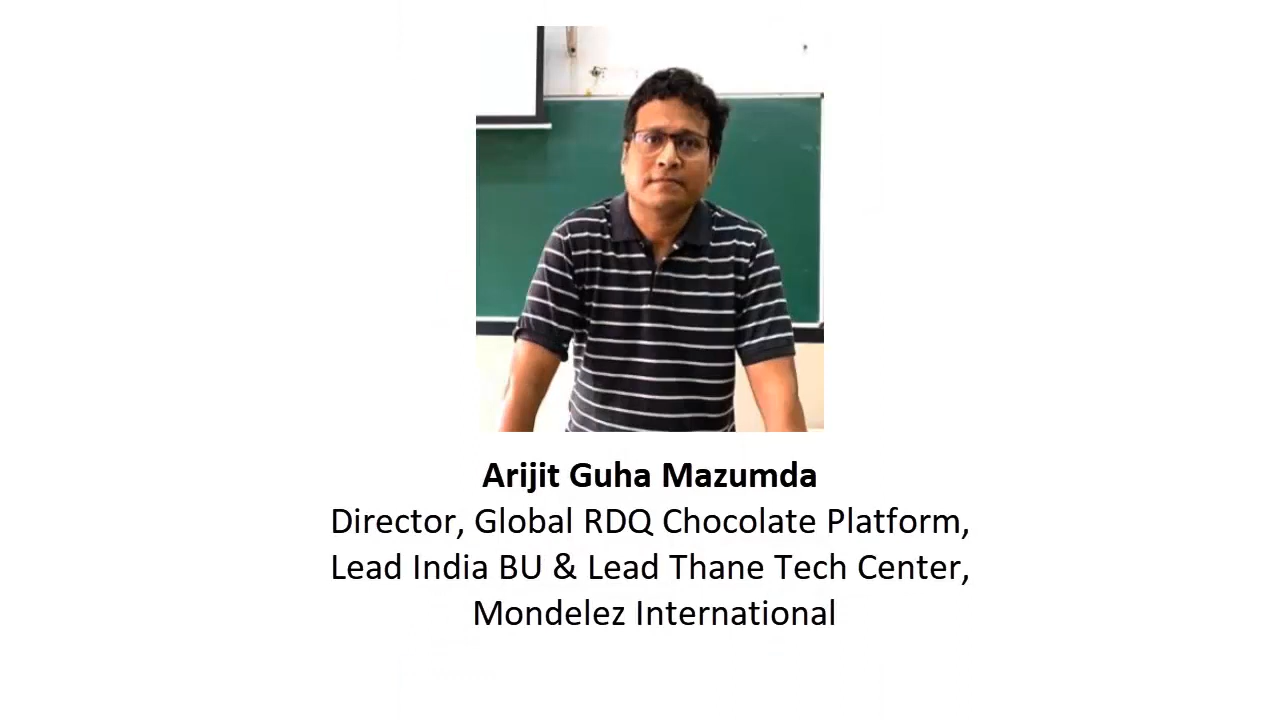 Arijit Guha Mazumda
Director, Global RDQ Chocolate Platform,
Lead India BU & Lead Thane Tech Center,
Mondelez International